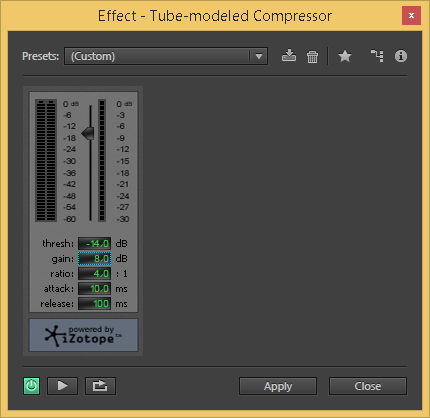 Effect - Tube-modeled Compressor
x
Presets: (Custom)
0 dB 0 dB
-6 -3
-12 -6
-18 -9
-24 -12
-30 -15
-36 -18
-42 -21
-48 -24
-54 -27
-60 -30
thresh: -14.0 dB
gain: 8.0 dB
ratio: 4.0 : 1
attack: 10.0 ms
release: 100 ms
powered by
iZotope™
Apply Close